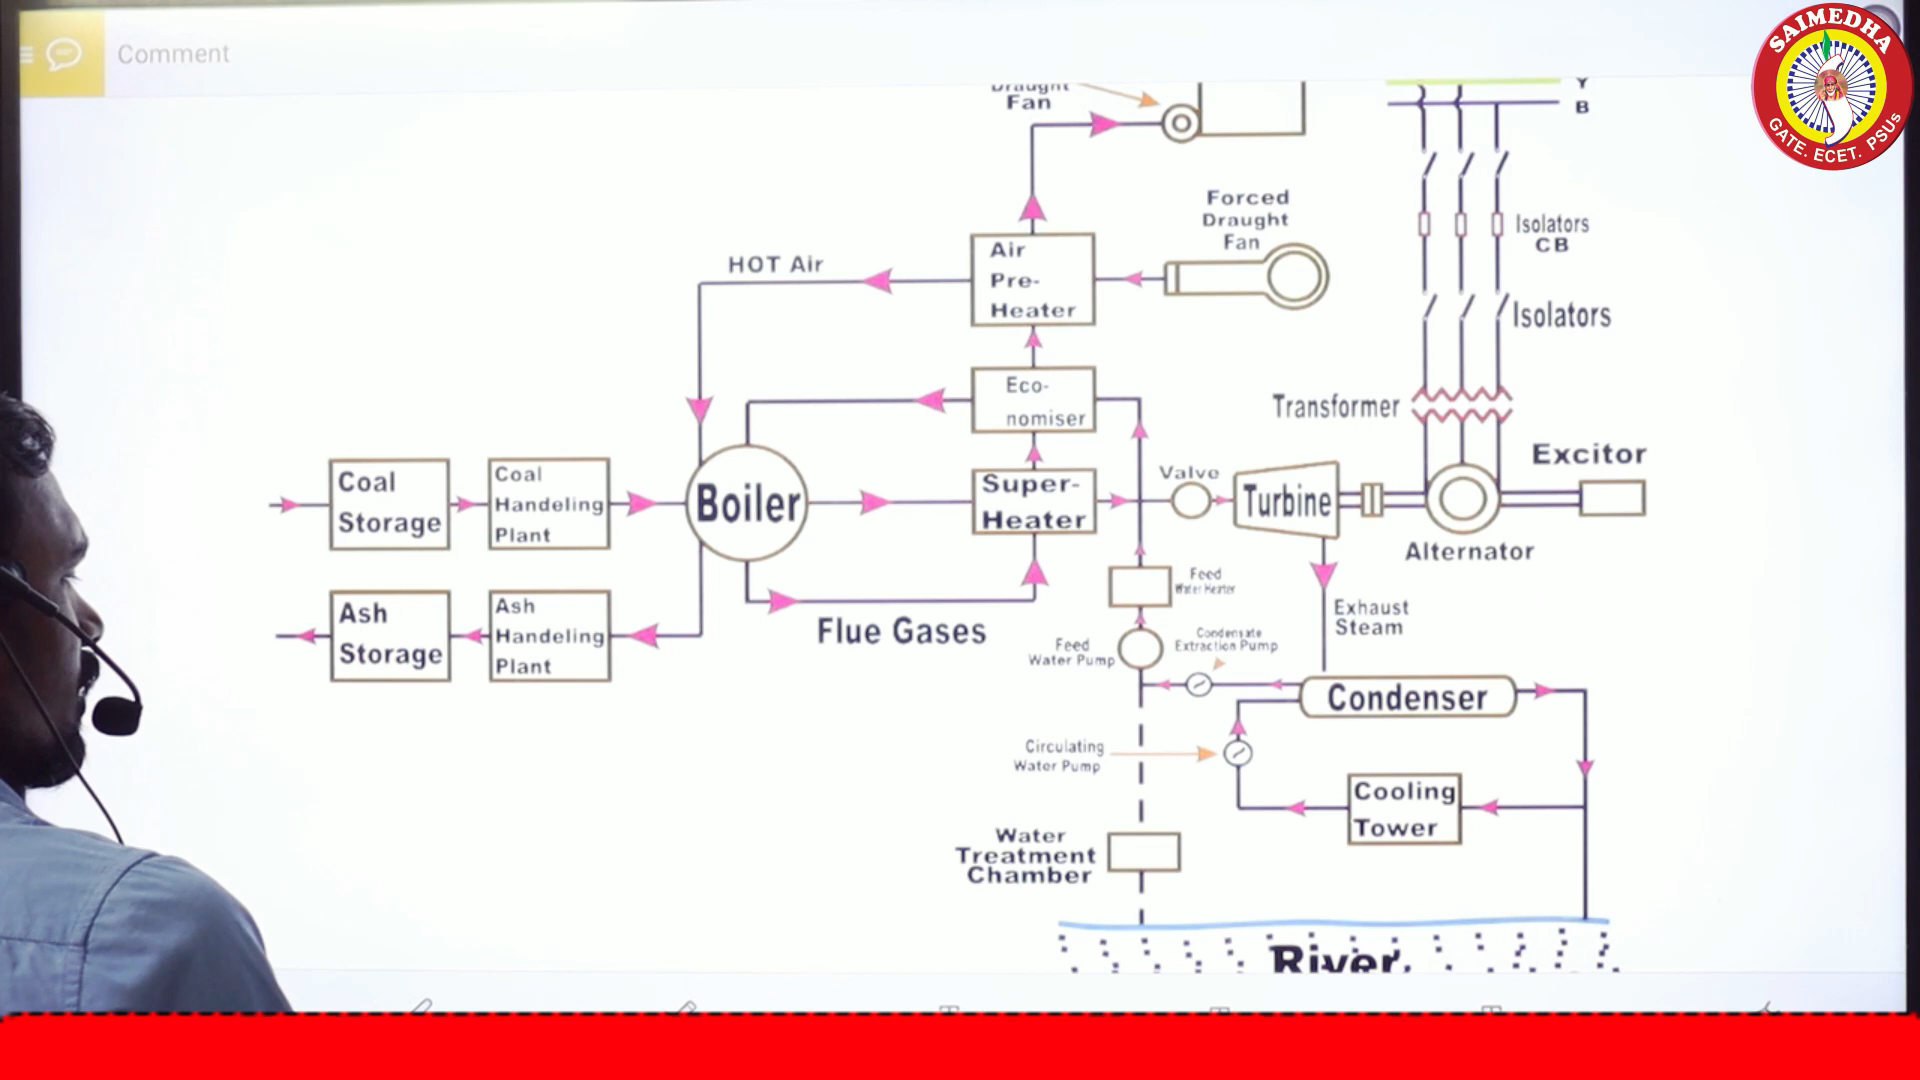 Comment
SAIMEDHA
GATE. ECET. PSUs
Draught
Fan
Y
B
Forced
Draught
Fan
Isolators
CB
Air
Pre-
Heater
HOT Air
Isolators
Eco-
nomiser
Transformer
Excitor
Coal
Storage
Coal
Handeling
Plant
Boiler
Super-
Heater
Valve
Turbine
Alternator
Ash
Storage
Ash
Handeling
Plant
Flue Gases
Feed
Water Heater
Exhaust
Steam
Feed
Water Pump
Condensate
Extraction Pump
Condenser
Circulating
Water Pump
Cooling
Tower
Water
Treatment
Chamber
River